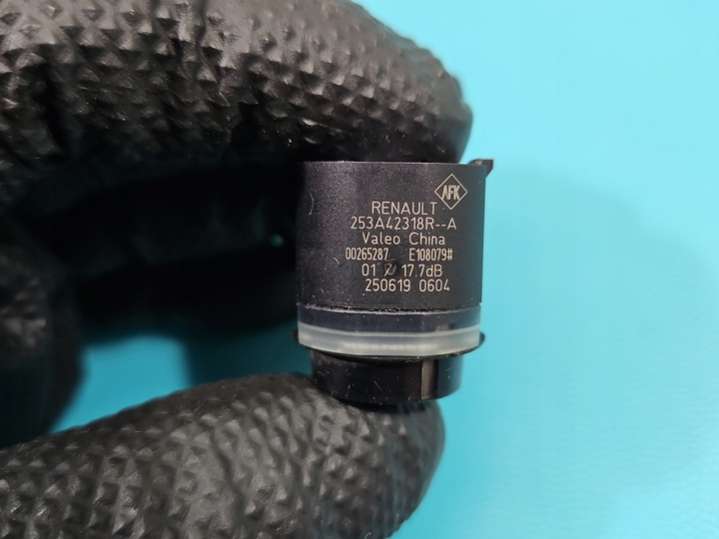 AFK
RENAULT
253A42318R--A
Valeo China
00265287 E108079#
01 17.7dB
250619 0604